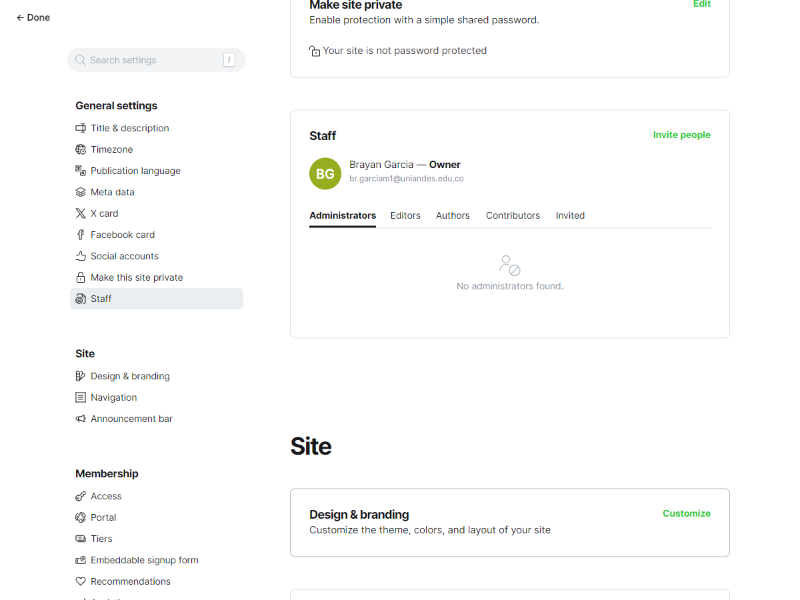 ← Done
Search settings
/
General settings
Title & description
Timezone
Publication language
Meta data
X card
Facebook card
Social accounts
Make this site private
Staff
Site
Design & branding
Navigation
Announcement bar
Membership
Access
Portal
Tiers
Embeddable signup form
Recommendations
Make site private
Edit
Enable protection with a simple shared password.
Your site is not password protected
Staff
Invite people
BG
Brayan Garcia — Owner
br.garciam1@uniandes.edu.co
Administrators Editors Authors Contributors Invited
No administrators found.
Site
Design & branding
Customize
Customize the theme, colors, and layout of your site